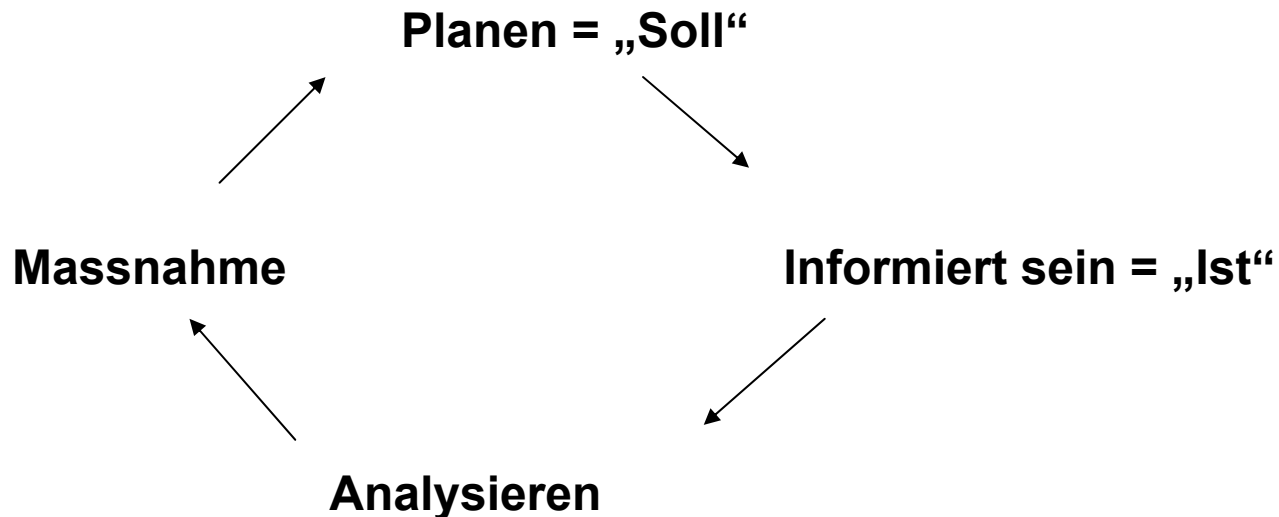 Planen = „Soll“
Massnahme
Informiert sein = „Ist“
Analysieren